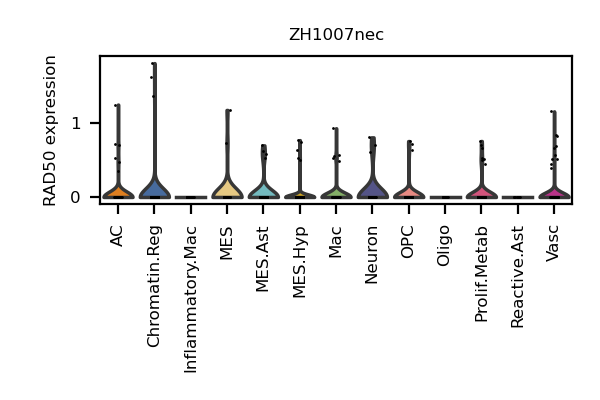 ZH1007nec
RAD50 expression
1
0
AC
Chromatin.Reg
Inflammatory.Mac
MES
MES.Ast
MES.Hyp
Mac
Neuron
OPC
Oligo
Prolif.Metab
Reactive.Ast
Vasc